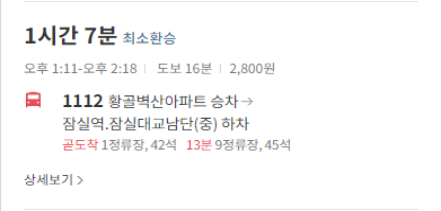 1시간 7분 최소환승
오후 1:11-오후 2:18 | 도보 16분 | 2,800원
1112 황골벽산아파트 승차→
잠실역.잠실대교남단(중) 하차
곧도착 1정류장, 42석 13분 9정류장, 45석
상세보기 >